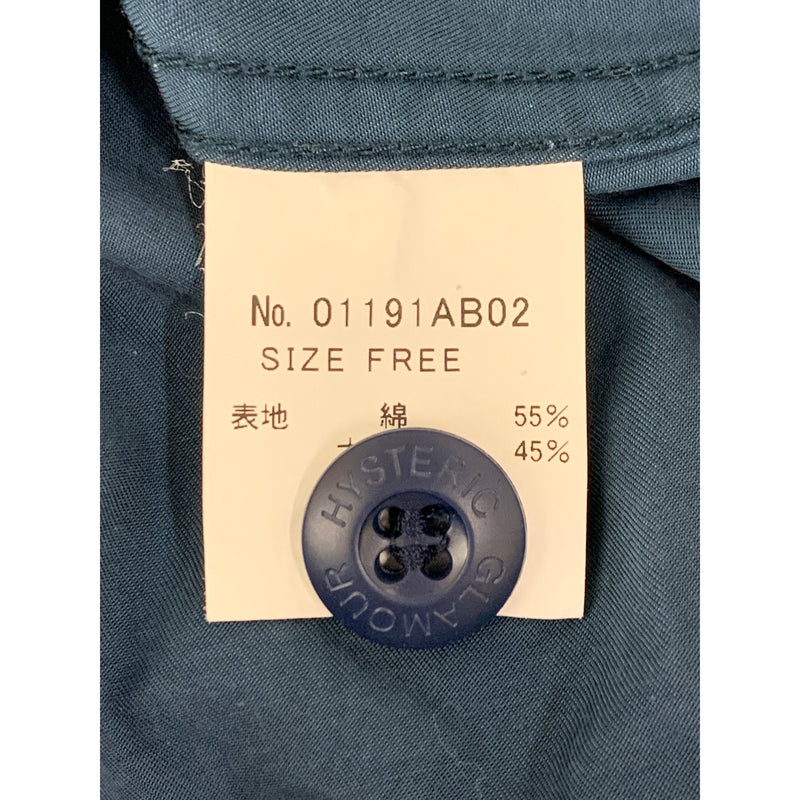 No. 01191AB02
SIZE FREE
表地 綿 55%
45%
HYSTERIC GLAMOUR